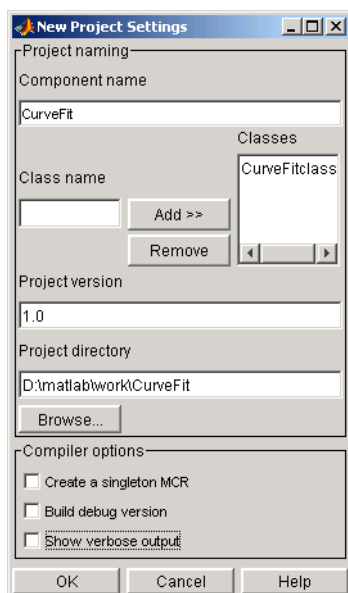 New Project Settings
Project naming
Component name
CurveFit
Classes
CurveFitclass
Class name
Add >>
Remove
Project version
1.0
Project directory
D:\matlab\work\CurveFit
Browse...
Compiler options
Create a singleton MCR
Build debug version
Show verbose output
OK
Cancel
Help